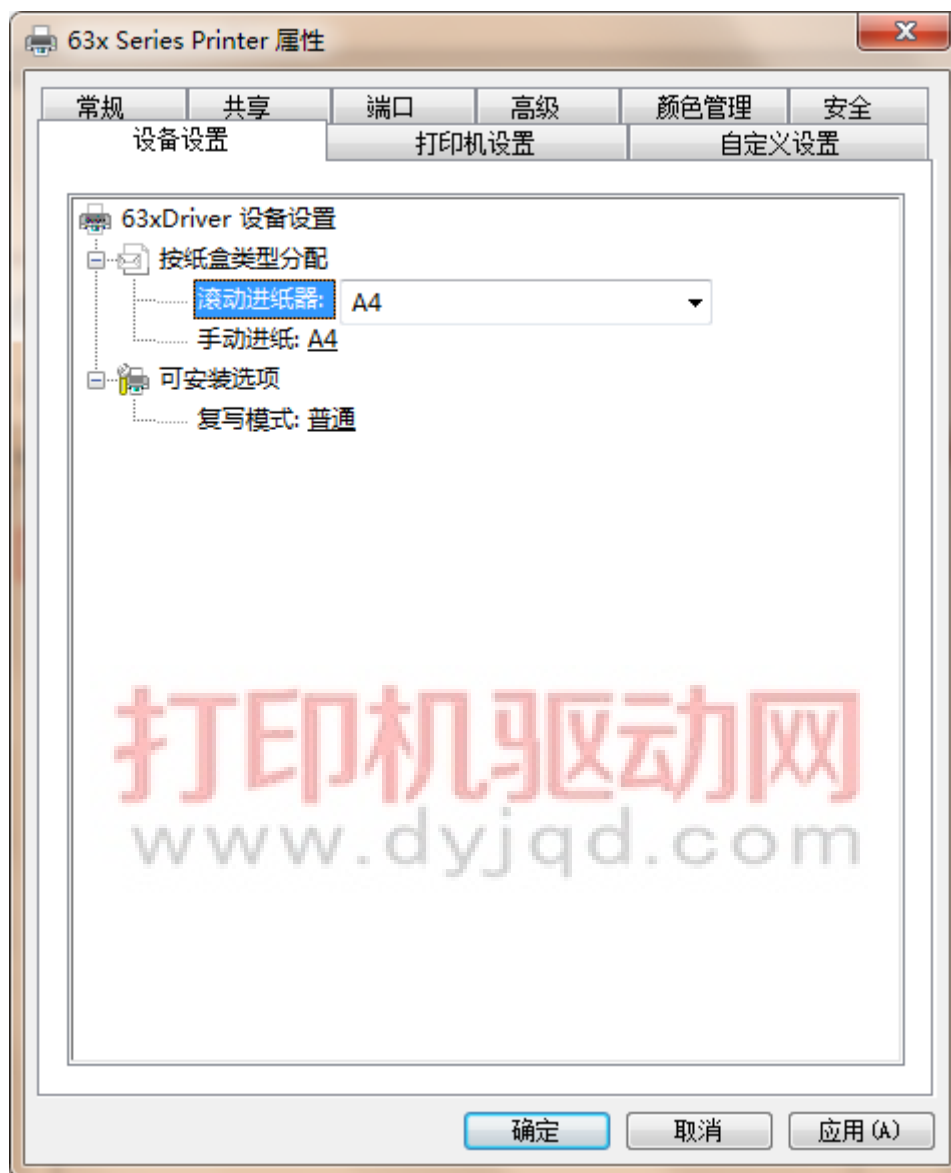 63x Series Printer 属性
常规 共享 端口 高级 颜色管理 安全
设备设置 打印机设置 自定义设置
63xDriver 设备设置
按纸盒类型分配
滚动进纸器: A4
手动进纸: A4
可安装选项
复写模式: 普通
打印机驱动网
www.dyjqd.com
确定 取消 应用(A)